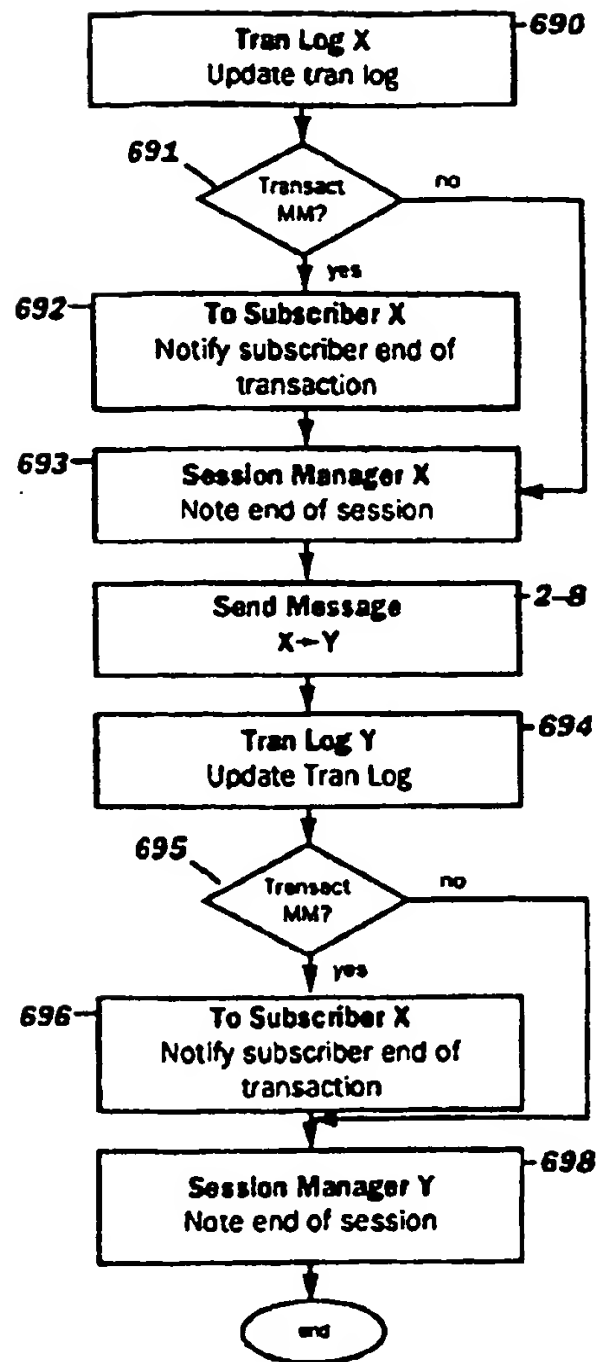 Tran Log X
Update tran log
690
691
Transact
MM?
no
yes
692
To Subscriber X
Notify subscriber end of
transaction
693
Session Manager X
Note end of session
Send Message
X→Y
2-8
Tran Log Y
Update Tran Log
694
695
Transact
MM?
no
yes
696
To Subscriber X
Notify subscriber end of
transaction
Session Manager Y
Note end of session
698
end